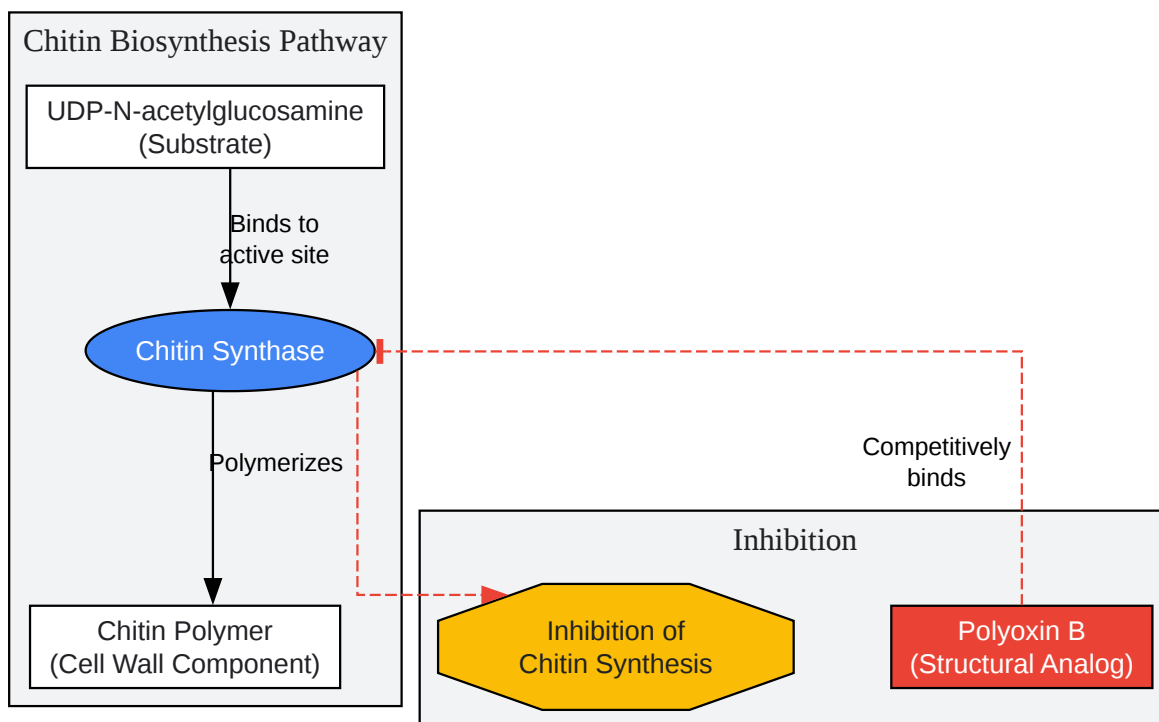 Chitin Biosynthesis Pathway
UDP-N-acetylglucosamine
(Substrate)
Binds to
active site
Chitin Synthase
Polymerizes
Chitin Polymer
(Cell Wall Component)
Competitively
binds
Inhibition
Inhibition of
Chitin Synthesis
Polyoxin B
(Structural Analog)